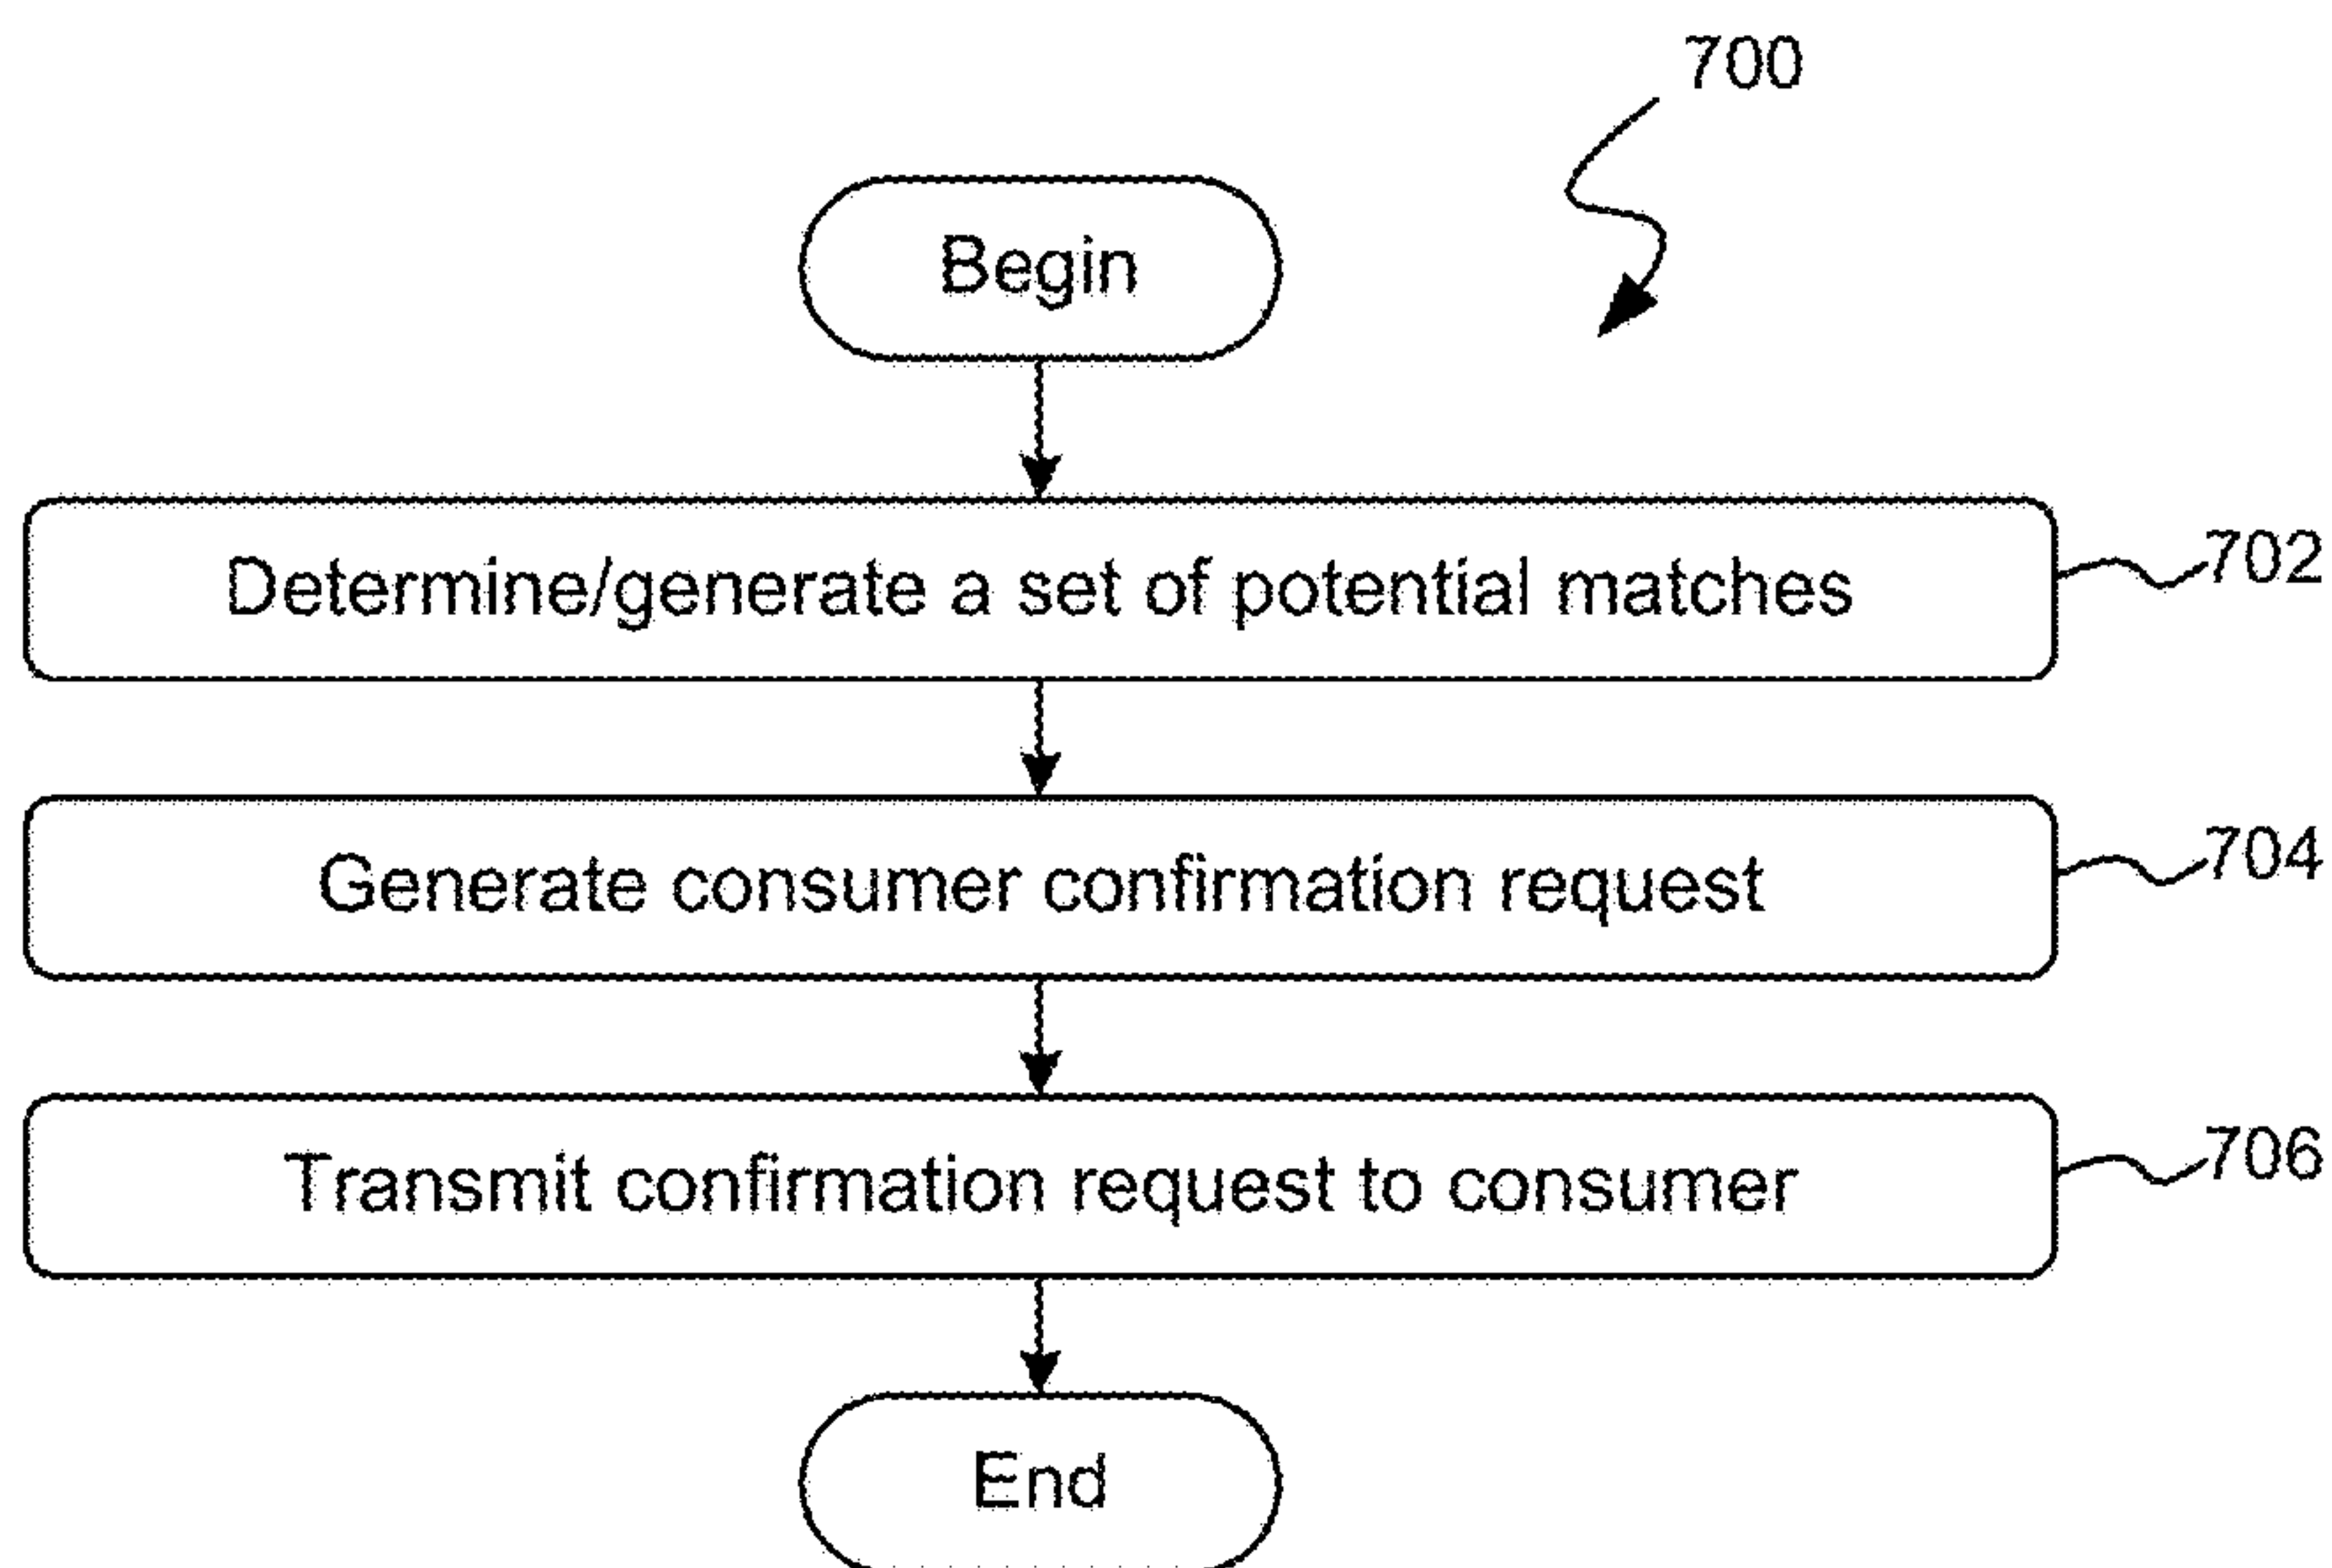 700
Begin
Determine/generate a set of potential matches
702
Generate consumer confirmation request
704
Transmit confirmation request to consumer
706
End